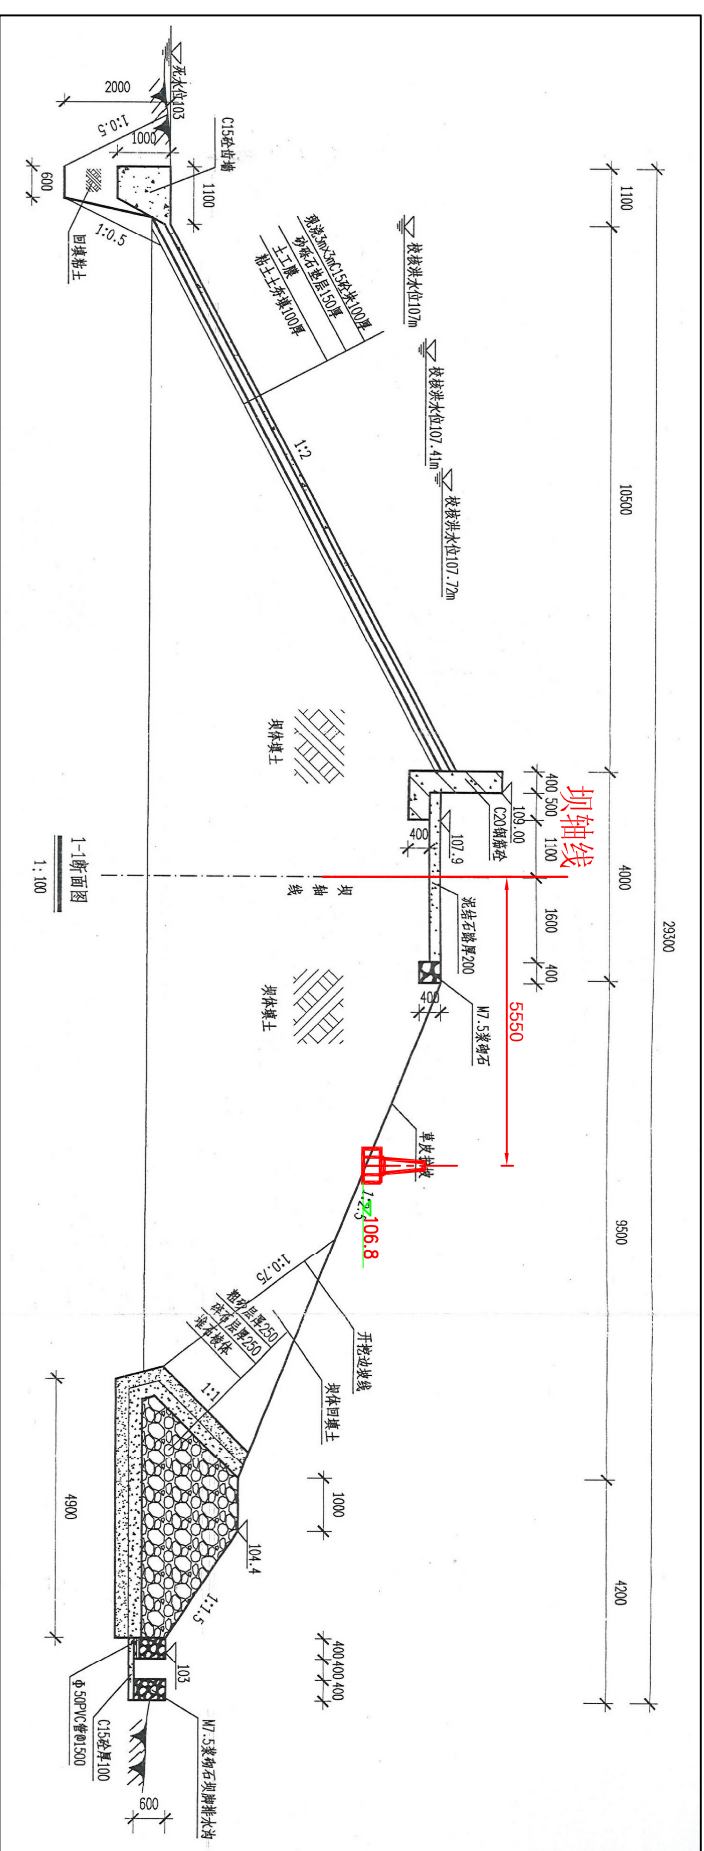 29300
1100
10500
4000
9500
4200
400
500
1100
1600
400
坝轴线
5550
校核洪水位107m
校核洪水位107.41m
校核洪水位107.72m
死水位103
2000
1:0.5
1000
C15砼齿墙
1100
600
回填粘土
1:0.5
现浇3mX3mC15砼块100厚
砂砾石垫层150厚
土工膜
粘土土夯填100厚
1:2
坝体填土
109.00
C20钢筋砼
107.9
400
泥结石路厚200
M7.5浆砌石
400
坝轴线
坝体填土
草皮护坡
1:2.5
106.8
1:0.75
开挖边坡线
粗砂层厚250
碎石层厚250
堆石棱体
1:1
坝体回填土
1000
104.4
1:1.5
4900
400
400
400
103
M7.5浆砌石坝脚排水沟
C15砼厚100
ф50PVC管@1500
600
1-1断面图
1:100